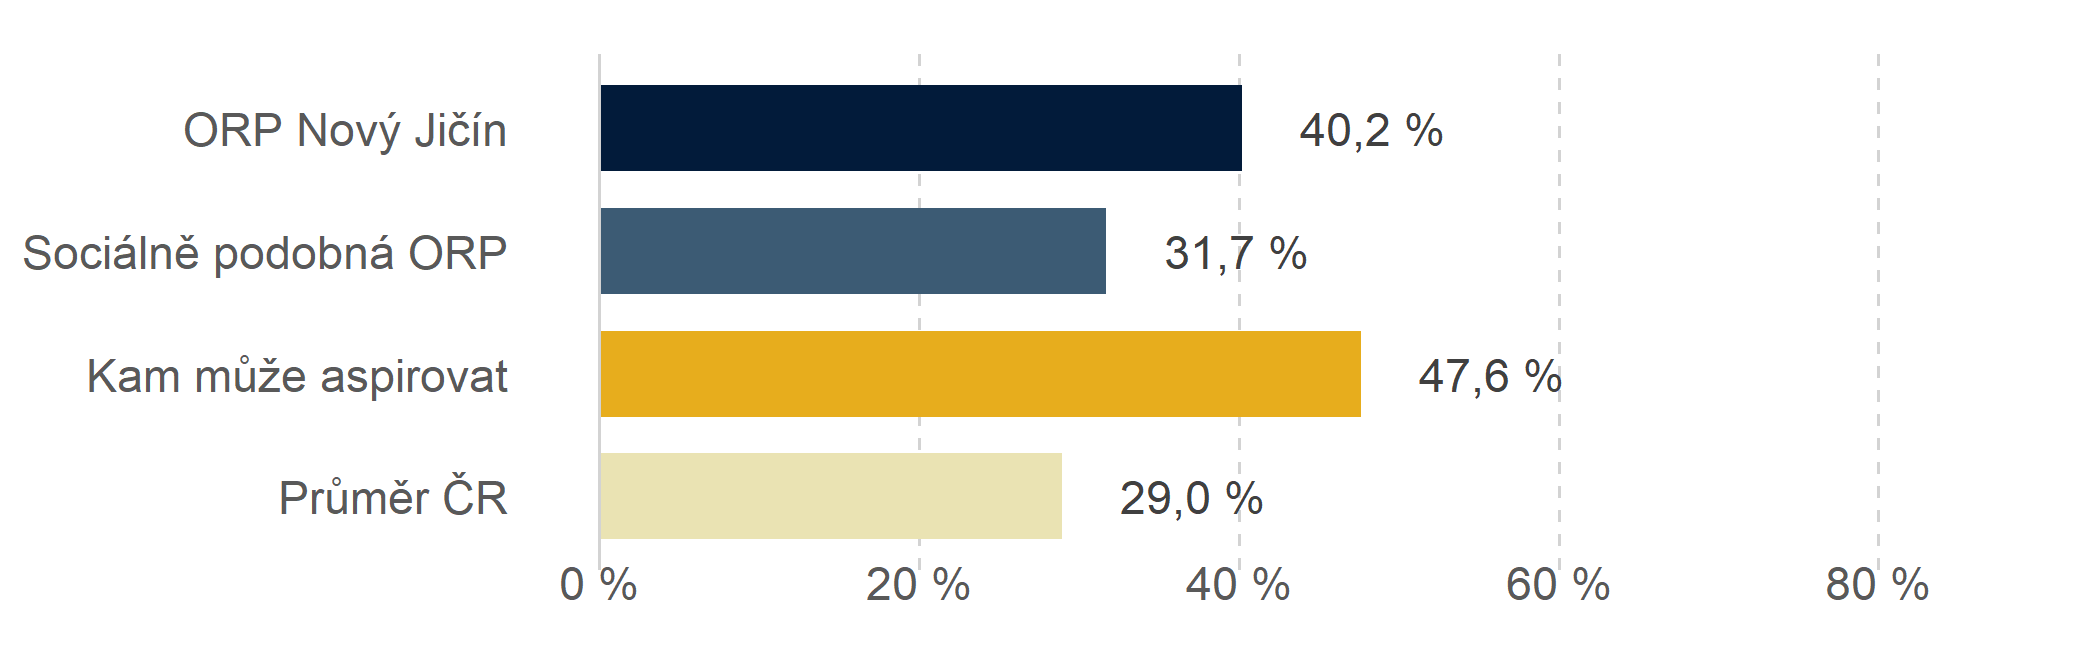 ORP Nový Jičín 40,2 %
Sociálně podobná ORP 31,7 %
Kam může aspirovat 47,6 %
Průměr ČR 29,0 %
0 % 20 % 40 % 60 % 80 %